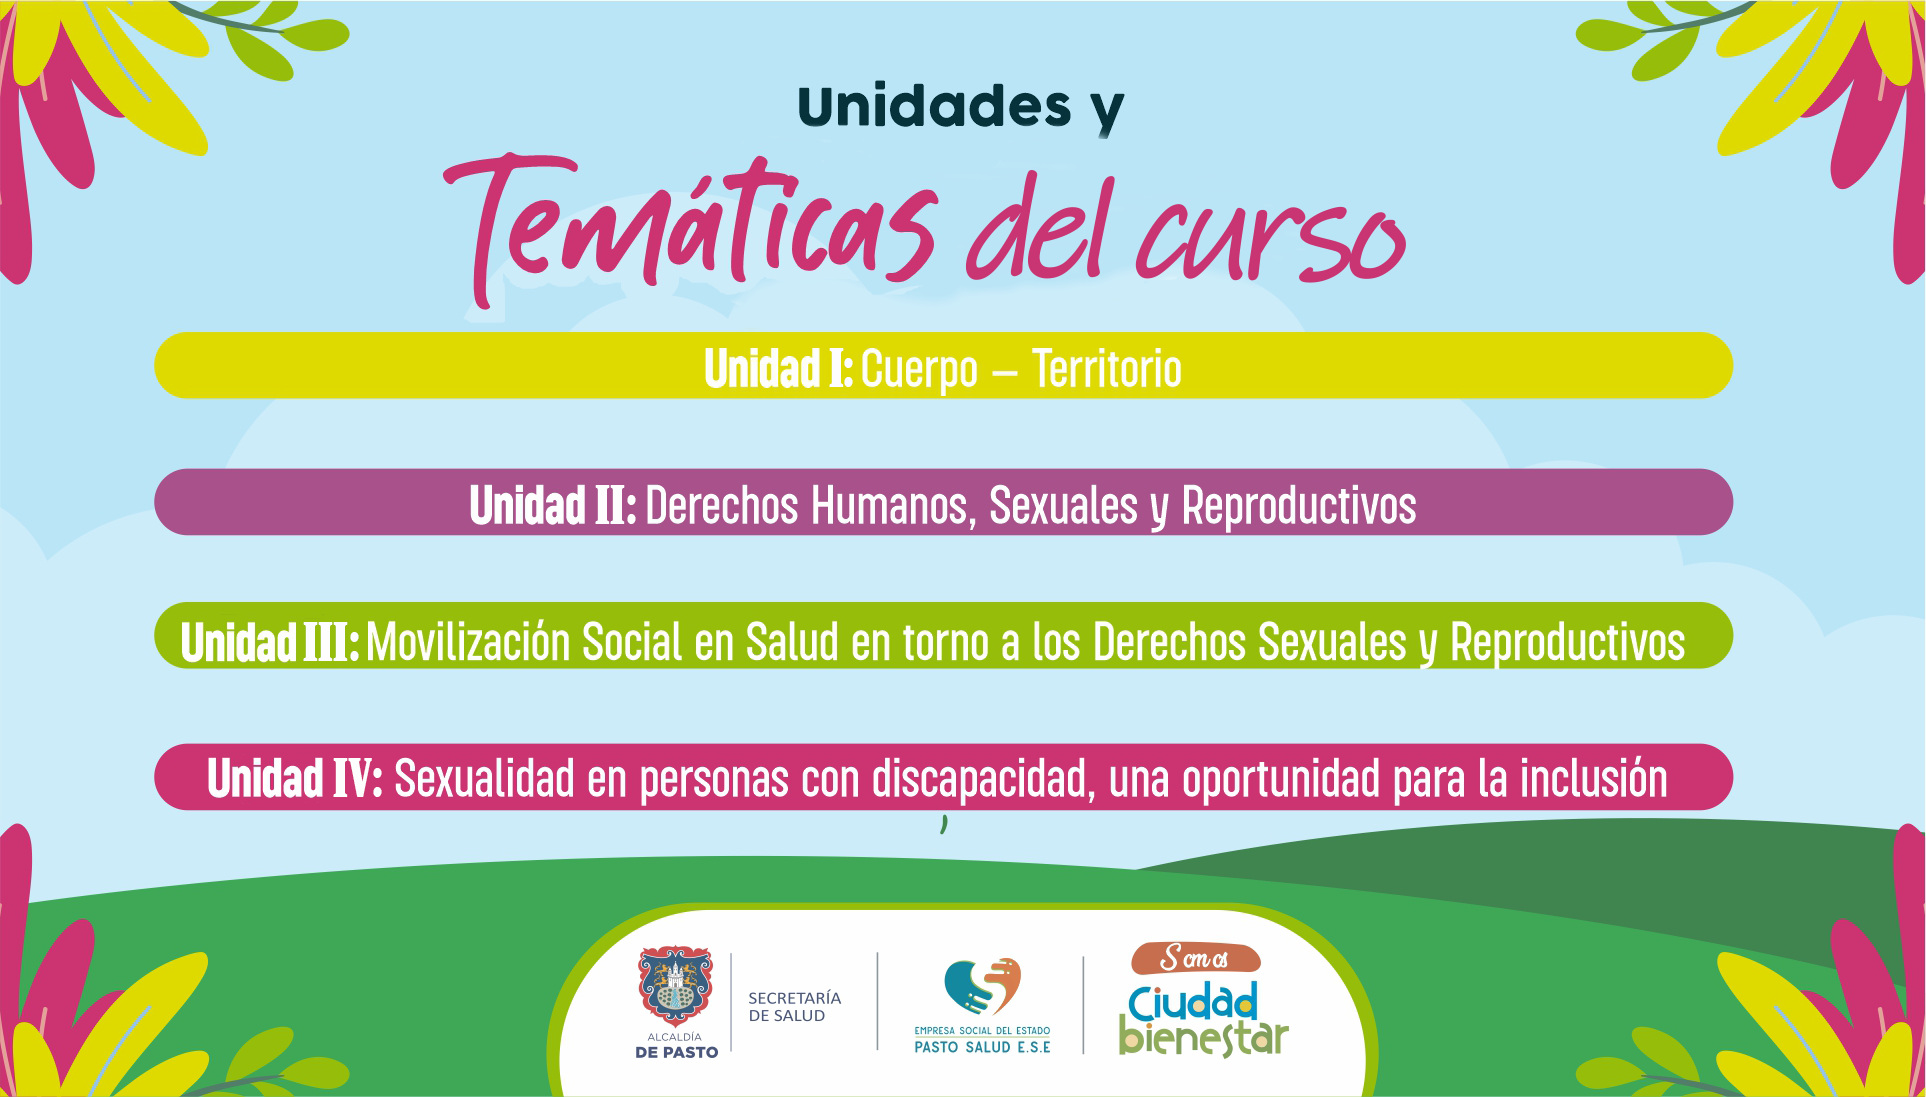 Unidades y
Temáticas del curso
Unidad I: Cuerpo – Territorio
Unidad II: Derechos Humanos, Sexuales y Reproductivos
Unidad III: Movilización Social en Salud en torno a los Derechos Sexuales y Reproductivos
Unidad IV: Sexualidad en personas con discapacidad, una oportunidad para la inclusión
,
ALCALDÍA
DE PASTO
SECRETARÍA
DE SALUD
EMPRESA SOCIAL DEL ESTADO
PASTO SALUD E.S.E
Somos
Ciudad
bienestar